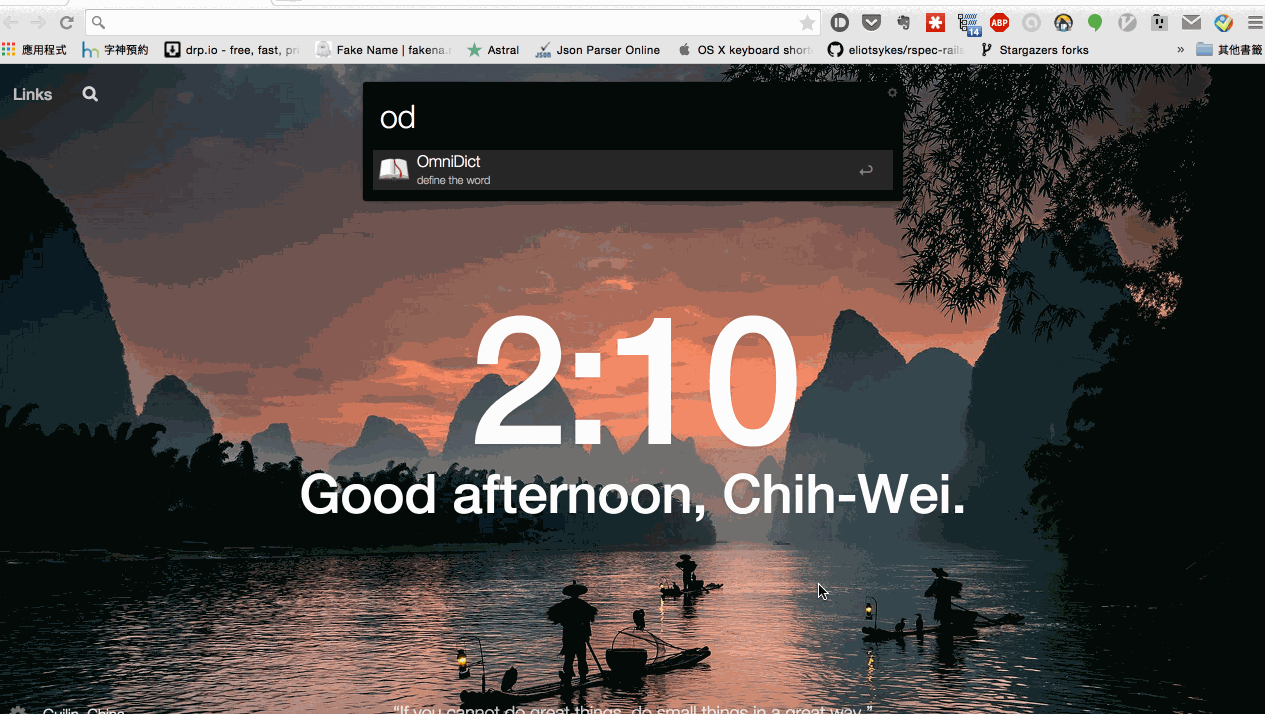 應用程式 字神預約 drp.io - free, fast, pri Fake Name | fakena.r Astral Json Parser Online OS X keyboard short eliotsykes/rspec-rails Stargazers forks » 其他書籤
14 ABP
Links
od
OmniDict
define the word
2:10
Good afternoon, Chih-Wei.
Guilin, China
“If you cannot do great things, do small things in a great way.”